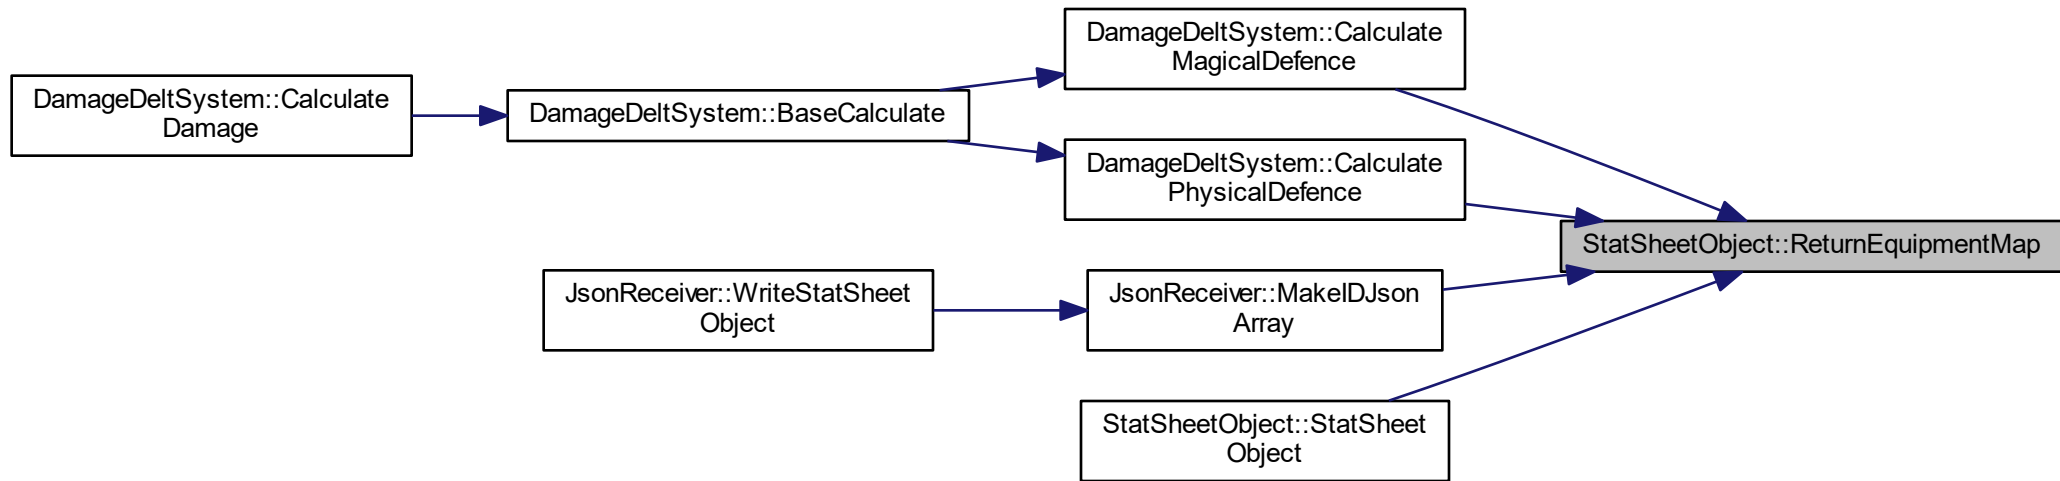 DamageDeltSystem::Calculate
Damage
DamageDeltSystem::BaseCalculate
DamageDeltSystem::Calculate
MagicalDefence
DamageDeltSystem::Calculate
PhysicalDefence
StatSheetObject::ReturnEquipmentMap
JsonReceiver::WriteStatSheet
Object
JsonReceiver::MakeIDJson
Array
StatSheetObject::StatSheet
Object